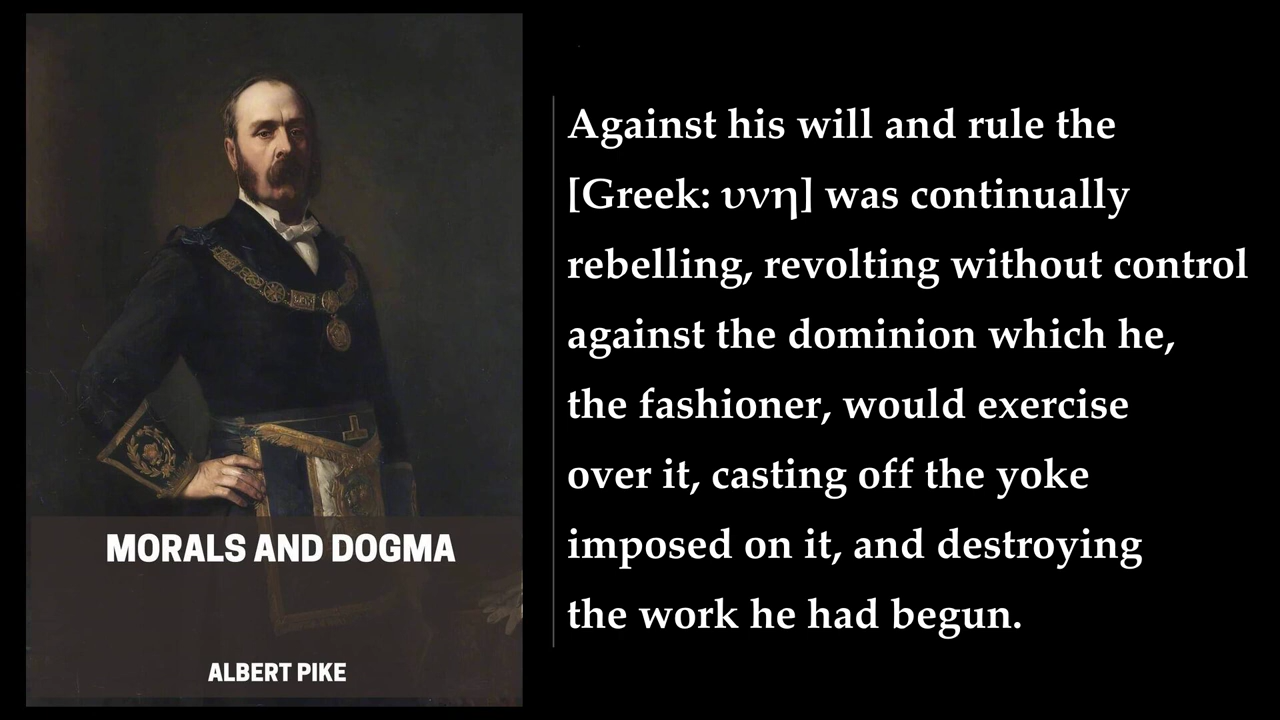 MORALS AND DOGMA
ALBERT PIKE
Against his will and rule the
[Greek: υνη] was continually
rebelling, revolting without control
against the dominion which he,
the fashioner, would exercise
over it, casting off the yoke
imposed on it, and destroying
the work he had begun.